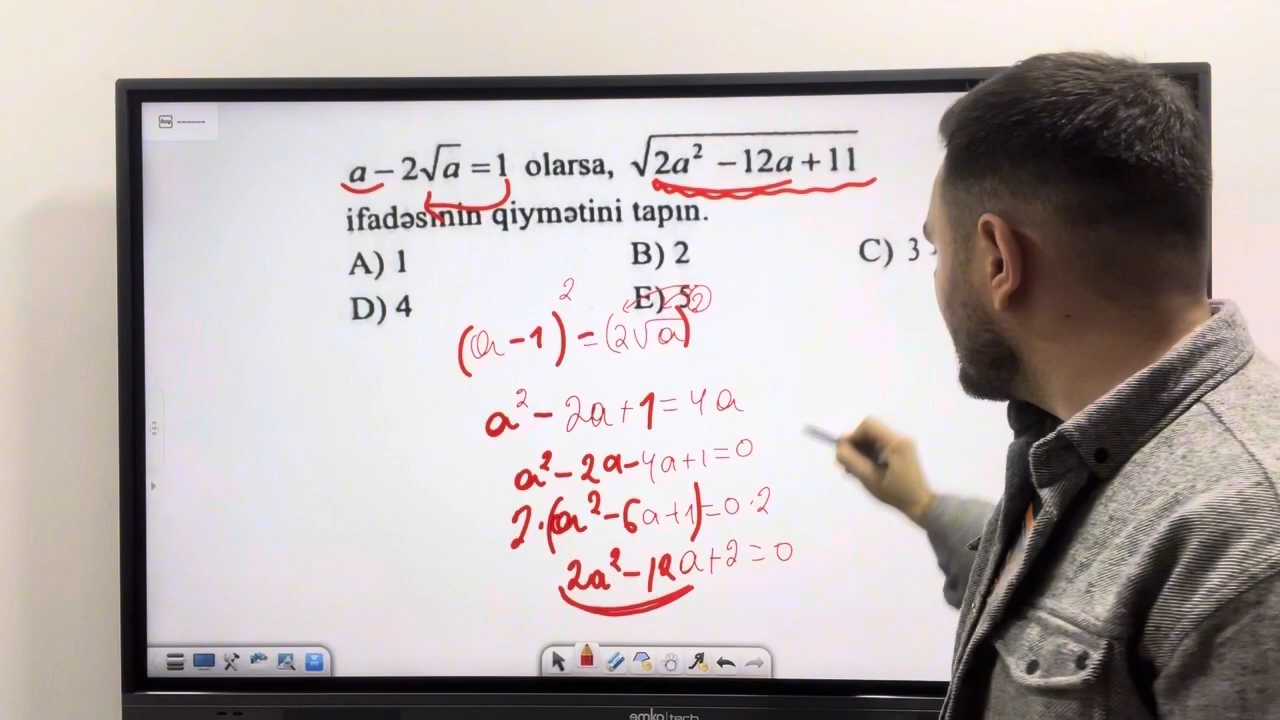 a − 2√a = 1 olarsa, √(2a² − 12a + 11)
ifadəsinin qiymətini tapın.
A) 1 B) 2 C) 3
D) 4 E) 5
(a − 1)² = (2√a)²
a² − 2a + 1 = 4a
a² − 2a − 4a + 1 = 0
2·(a² − 6a + 1) = 0·2
2a² − 12a + 2 = 0